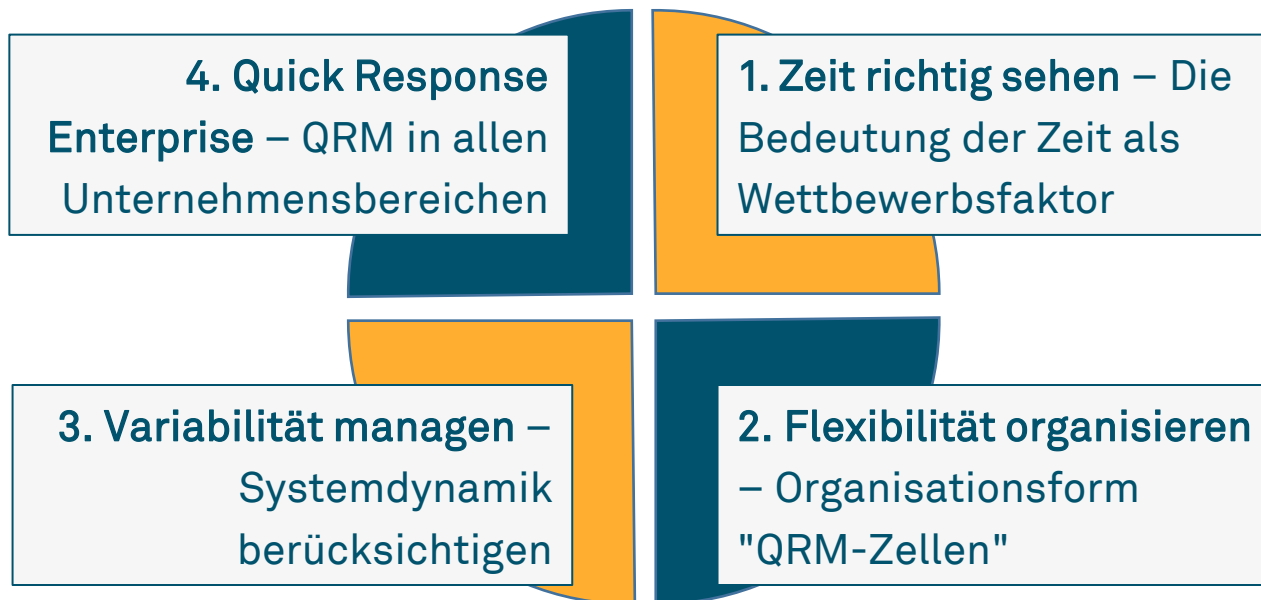 4. Quick Response
Enterprise – QRM in allen
Unternehmensbereichen
1. Zeit richtig sehen – Die
Bedeutung der Zeit als
Wettbewerbsfaktor
3. Variabilität managen –
Systemdynamik
berücksichtigen
2. Flexibilität organisieren
– Organisationsform
"QRM-Zellen"